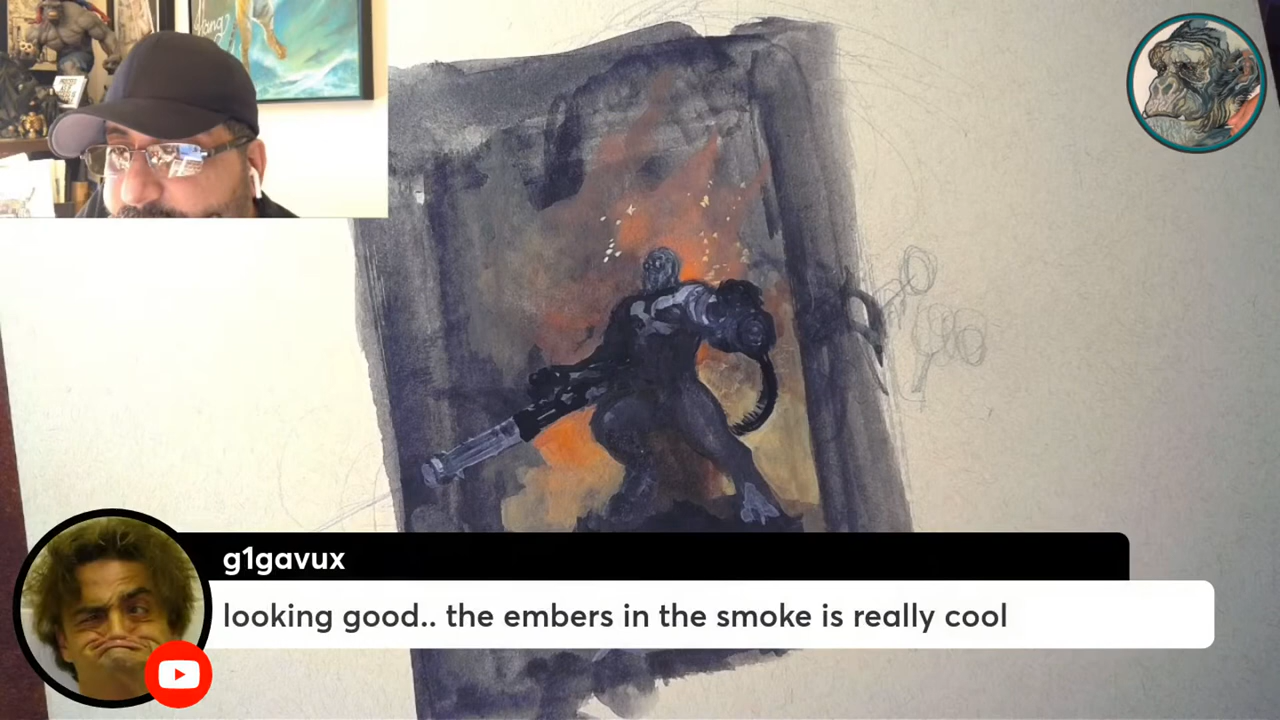 g1gavux
looking good.. the embers in the smoke is really cool